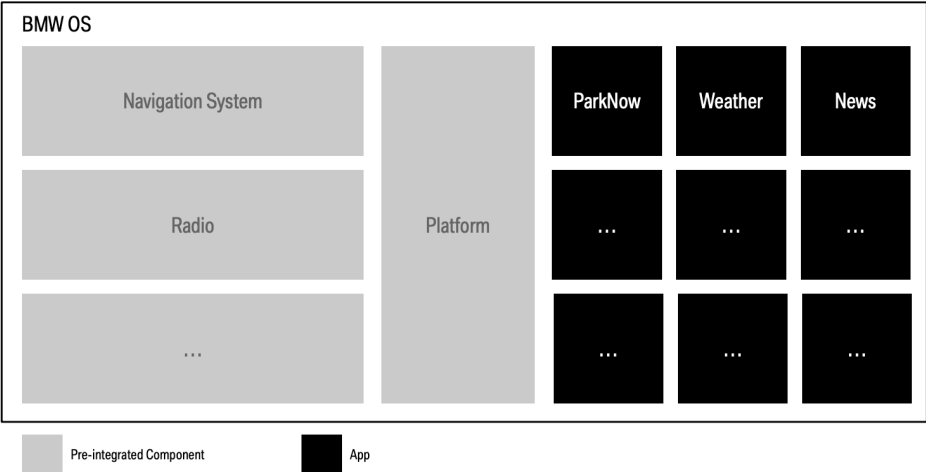 BMW OS
Navigation System
Platform
ParkNow
Weather
News
Radio
...
...
...
...
...
...
...
Pre-integrated Component
App